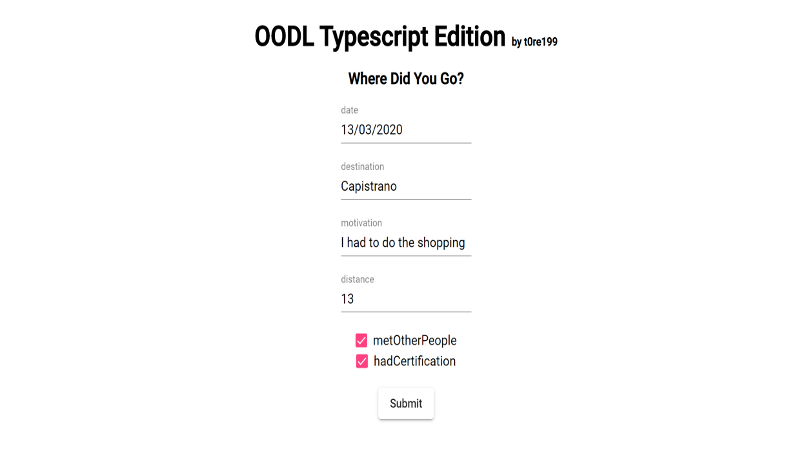 OODL Typescript Edition by t0re199
Where Did You Go?
date
13/03/2020
destination
Capistrano
motivation
I had to do the shopping
distance
13
metOtherPeople
hadCertification
Submit